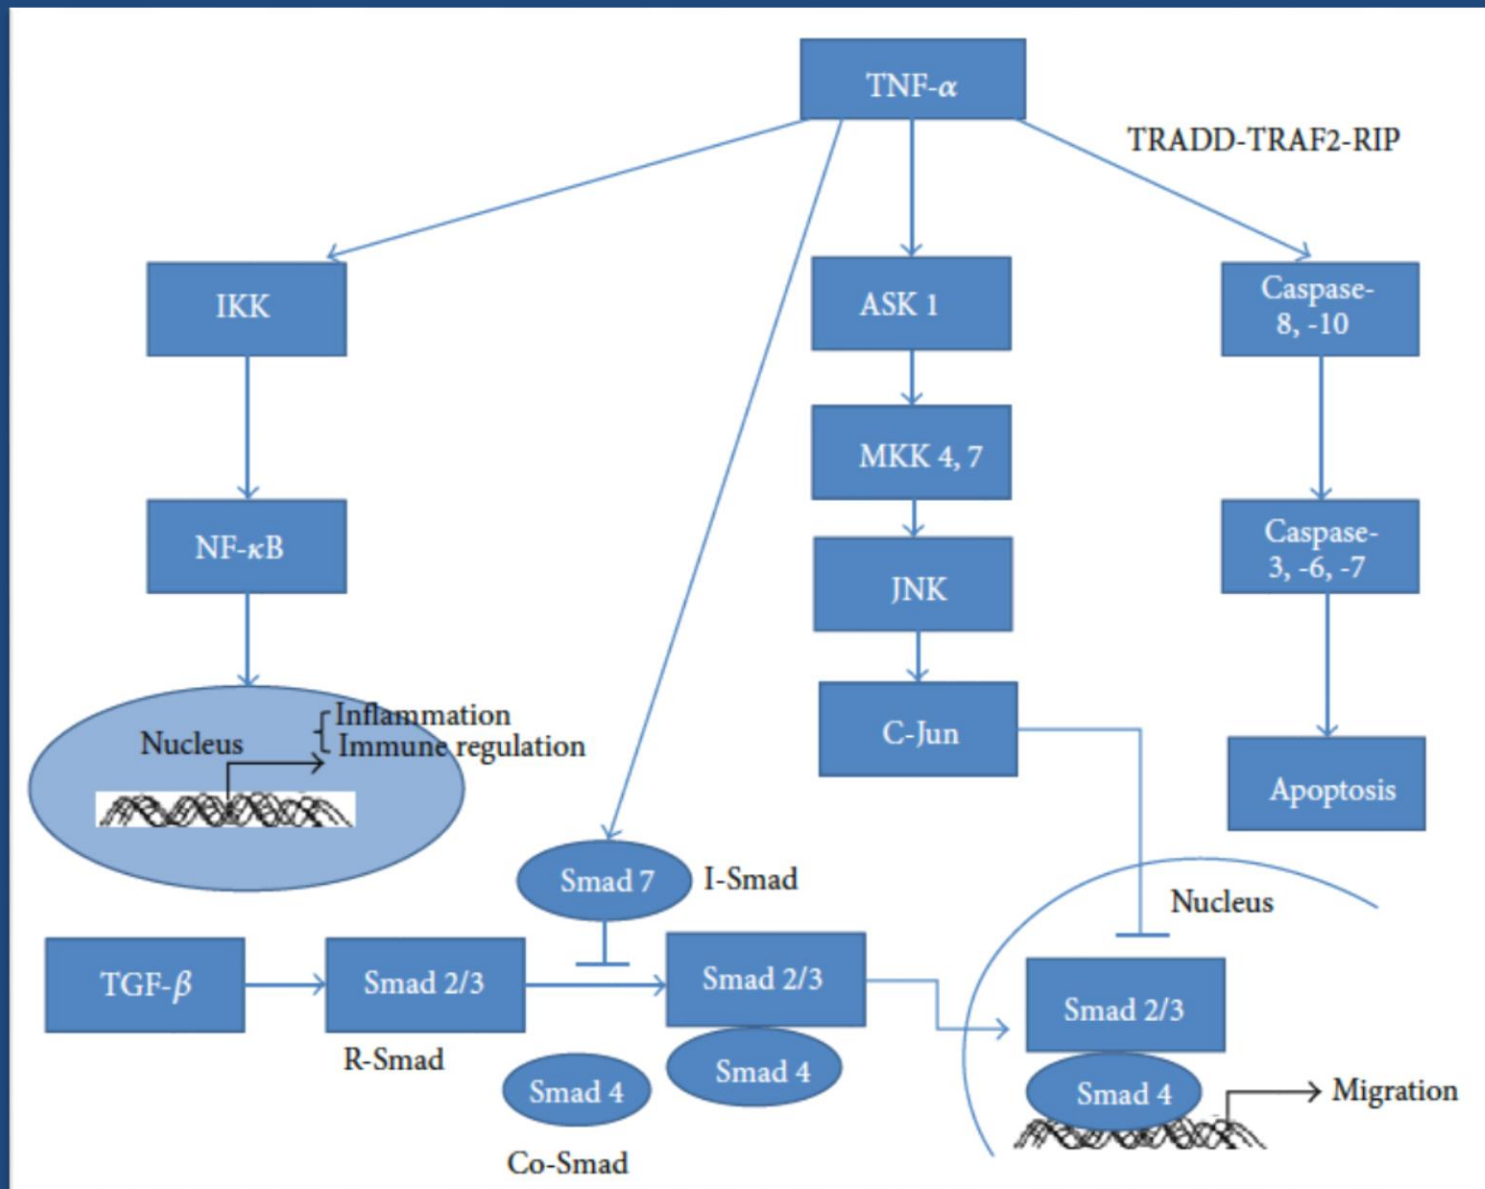 TNF-α
TRADD-TRAF2-RIP
IKK
ASK 1
Caspase-
8, -10
MKK 4, 7
NF-κB
JNK
Caspase-
3, -6, -7
Nucleus
Inflammation
Immune regulation
C-Jun
Apoptosis
Smad 7
I-Smad
Nucleus
TGF-β
Smad 2/3
R-Smad
Smad 4
Co-Smad
Smad 2/3
Smad 4
Smad 2/3
Smad 4
Migration